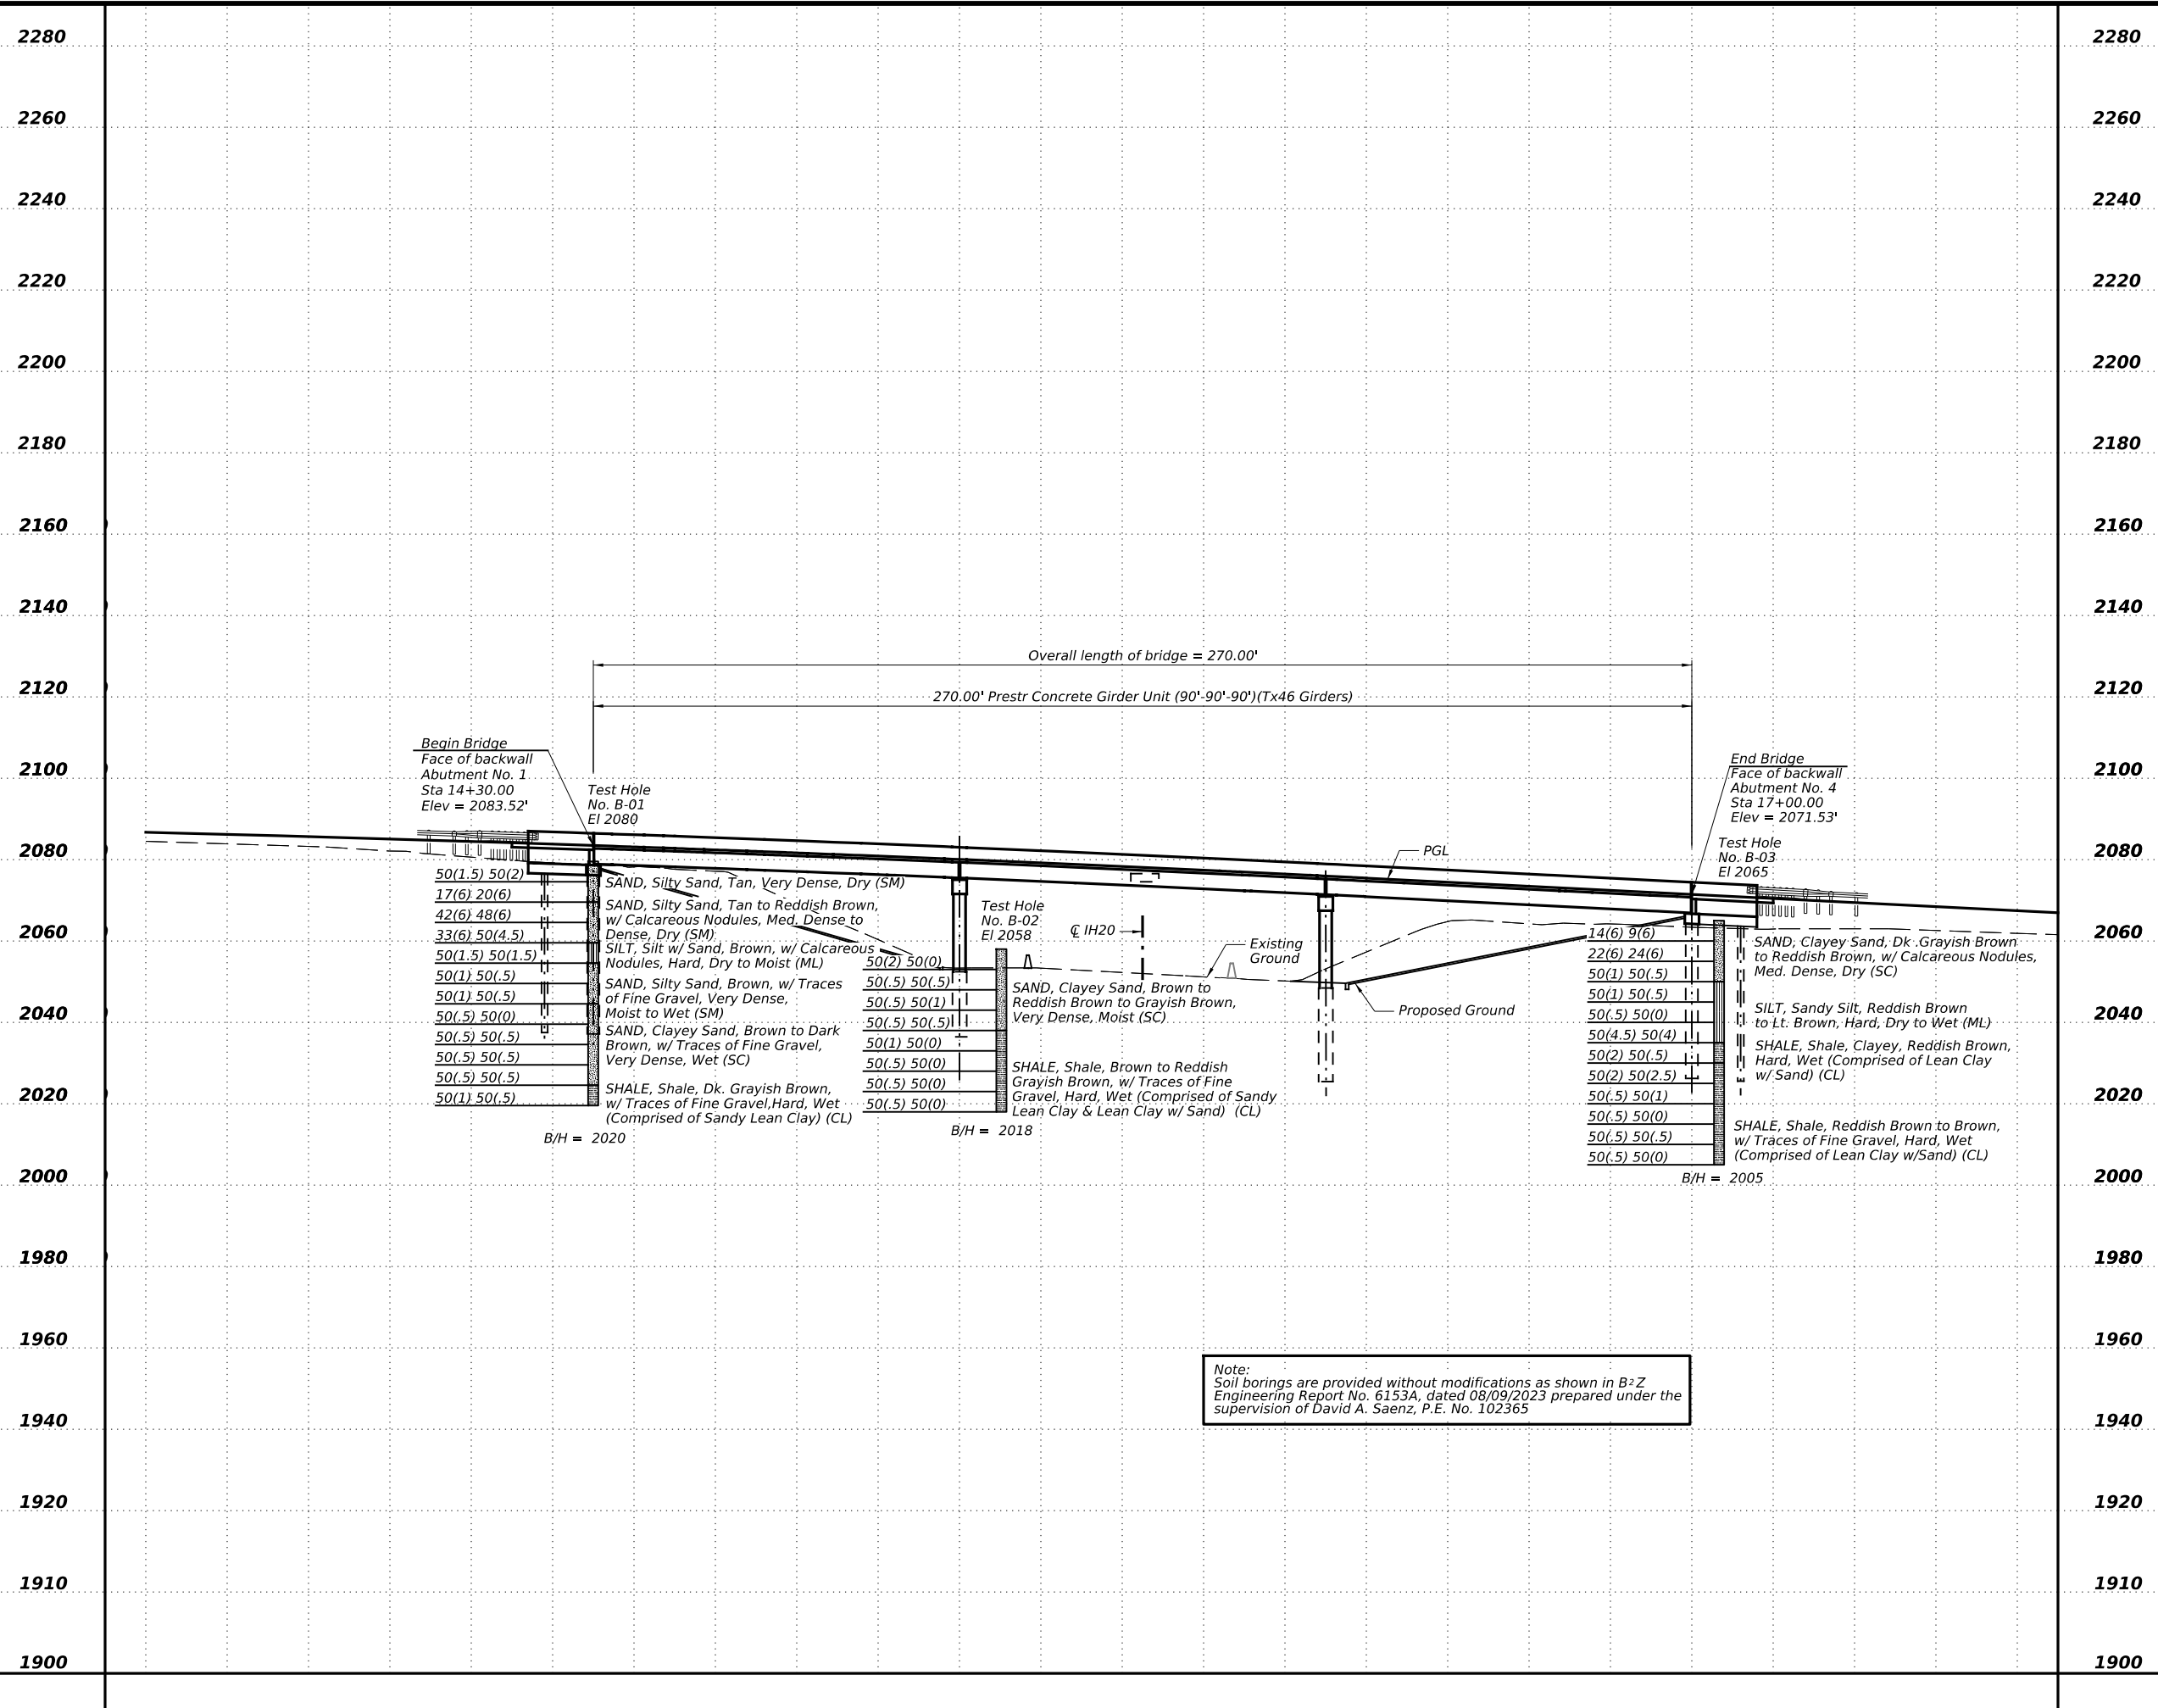 2280 2280
2260 2260
2240 2240
2220 2220
2200 2200
2180 2180
2160 2160
2140 2140
2120 2120
2100 2100
2080 2080
2060 2060
2040 2040
2020 2020
2000 2000
1980 1980
1960 1960
1940 1940
1920 1920
1910 1910
1900 1900
Overall length of bridge = 270.00'
270.00' Prestr Concrete Girder Unit (90'-90'-90')(Tx46 Girders)
Begin Bridge
Face of backwall
Abutment No. 1
Sta 14+30.00
Elev = 2083.52'
Test Hole
No. B-01
El 2080
50(1.5) 50(2)
17(6) 20(6)
42(6) 48(6)
33(6) 50(4.5)
50(1.5) 50(1.5)
50(1) 50(.5)
50(1) 50(.5)
50(.5) 50(0)
50(.5) 50(.5)
50(.5) 50(.5)
50(.5) 50(.5)
50(1) 50(.5)
SAND, Silty Sand, Tan, Very Dense, Dry (SM)
SAND, Silty Sand, Tan to Reddish Brown,
w/ Calcareous Nodules, Med. Dense to
Dense, Dry (SM)
SILT, Silt w/ Sand, Brown, w/ Calcareous
Nodules, Hard, Dry to Moist (ML)
SAND, Silty Sand, Brown, w/ Traces
of Fine Gravel, Very Dense,
Moist to Wet (SM)
SAND, Clayey Sand, Brown to Dark
Brown, w/ Traces of Fine Gravel,
Very Dense, Wet (SC)
SHALE, Shale, Dk. Grayish Brown,
w/ Traces of Fine Gravel,Hard, Wet
(Comprised of Sandy Lean Clay) (CL)
B/H = 2020
Test Hole
No. B-02
El 2058
50(2) 50(0)
50(.5) 50(.5)
50(.5) 50(1)
50(.5) 50(.5)
50(1) 50(0)
50(.5) 50(0)
50(.5) 50(0)
50(.5) 50(0)
SAND, Clayey Sand, Brown to
Reddish Brown to Grayish Brown,
Very Dense, Moist (SC)
SHALE, Shale, Brown to Reddish
Grayish Brown, w/ Traces of Fine
Gravel, Hard, Wet (Comprised of Sandy
Lean Clay & Lean Clay w/ Sand) (CL)
B/H = 2018
℄ IH20
Existing
Ground
PGL
Proposed Ground
End Bridge
Face of backwall
Abutment No. 4
Sta 17+00.00
Elev = 2071.53'
Test Hole
No. B-03
El 2065
14(6) 9(6)
22(6) 24(6)
50(1) 50(.5)
50(1) 50(.5)
50(.5) 50(0)
50(4.5) 50(4)
50(2) 50(.5)
50(2) 50(2.5)
50(.5) 50(1)
50(.5) 50(0)
50(.5) 50(.5)
50(.5) 50(0)
SAND, Clayey Sand, Dk .Grayish Brown
to Reddish Brown, w/ Calcareous Nodules,
Med. Dense, Dry (SC)
SILT, Sandy Silt, Reddish Brown
to Lt. Brown, Hard, Dry to Wet (ML)
SHALE, Shale, Clayey, Reddish Brown,
Hard, Wet (Comprised of Lean Clay
w/ Sand) (CL)
SHALE, Shale, Reddish Brown to Brown,
w/ Traces of Fine Gravel, Hard, Wet
(Comprised of Lean Clay w/Sand) (CL)
B/H = 2005
Note:
Soil borings are provided without modifications as shown in B²Z
Engineering Report No. 6153A, dated 08/09/2023 prepared under the
supervision of David A. Saenz, P.E. No. 102365